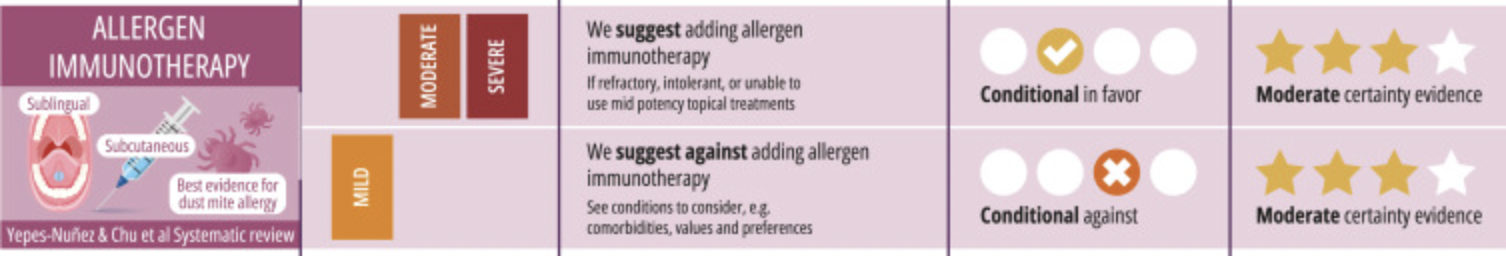 ALLERGEN
IMMUNOTHERAPY
Sublingual
Subcutaneous
Best evidence for
dust mite allergy
Yepes-Nuñez & Chu et al Systematic review
MODERATE
SEVERE
We suggest adding allergen
immunotherapy
If refractory, intolerant, or unable to
use mid potency topical treatments
Conditional in favor
Moderate certainty evidence
MILD
We suggest against adding allergen
immunotherapy
See conditions to consider, e.g.
comorbidities, values and preferences
Conditional against
Moderate certainty evidence